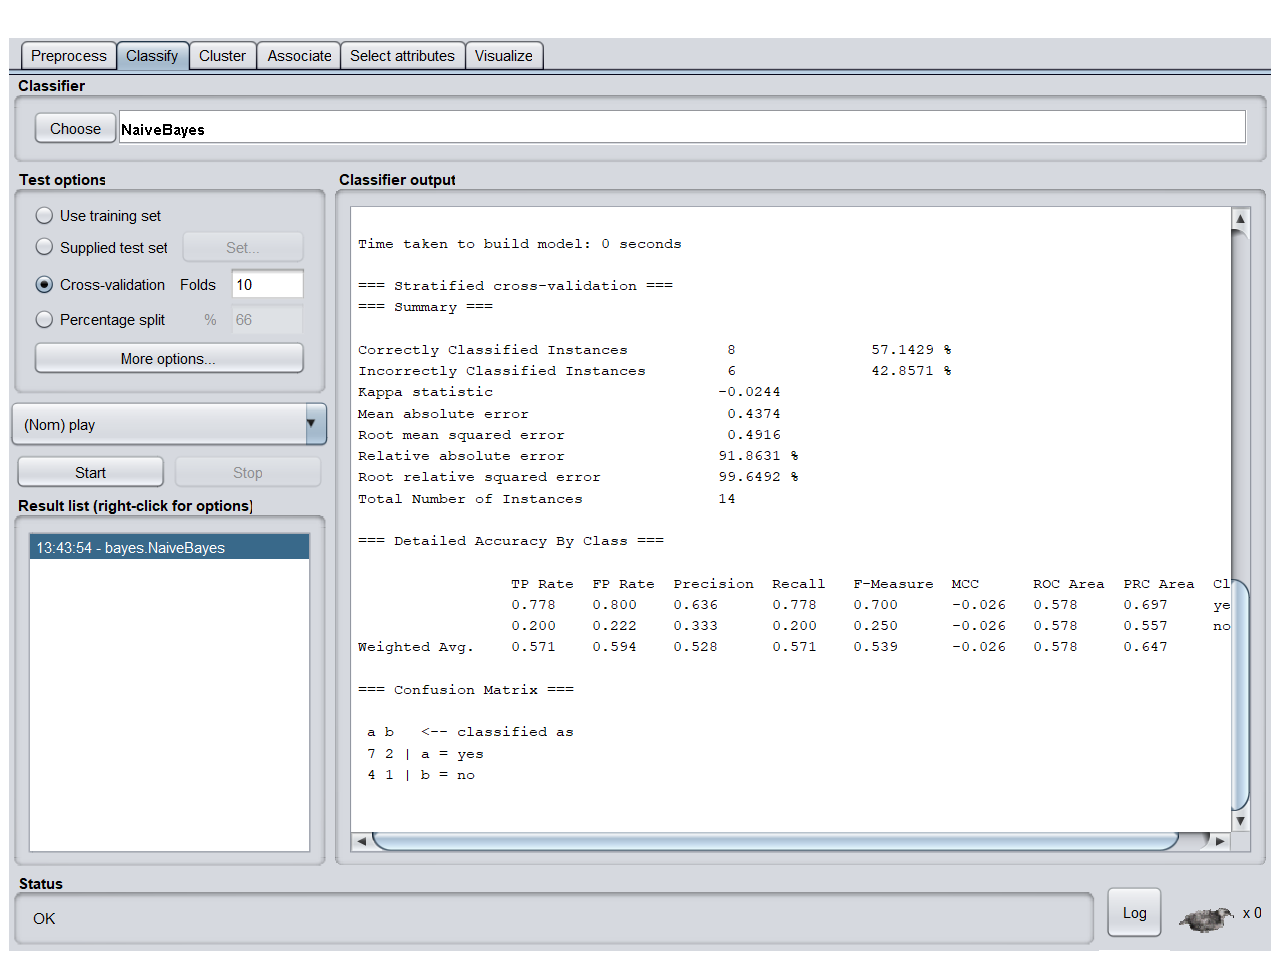 Preprocess Classify Cluster Associate Select attributes Visualize
Classifier
Choose NaiveBayes
Test options
Use training set
Supplied test set Set...
Cross-validation Folds 10
Percentage split % 66
More options...
(Nom) play
Start Stop
Result list (right-click for options)
13:43:54 - bayes.NaiveBayes
Classifier output
Time taken to build model: 0 seconds
=== Stratified cross-validation ===
=== Summary ===
Correctly Classified Instances 8 57.1429 %
Incorrectly Classified Instances 6 42.8571 %
Kappa statistic -0.0244
Mean absolute error 0.4374
Root mean squared error 0.4916
Relative absolute error 91.8631 %
Root relative squared error 99.6492 %
Total Number of Instances 14
=== Detailed Accuracy By Class ===
TP Rate FP Rate Precision Recall F-Measure MCC ROC Area PRC Area Cl
0.778 0.800 0.636 0.778 0.700 -0.026 0.578 0.697 ye
0.200 0.222 0.333 0.200 0.250 -0.026 0.578 0.557 no
Weighted Avg. 0.571 0.594 0.528 0.571 0.539 -0.026 0.578 0.647
=== Confusion Matrix ===
a b <-- classified as
7 2 | a = yes
4 1 | b = no
Status
OK
Log x 0